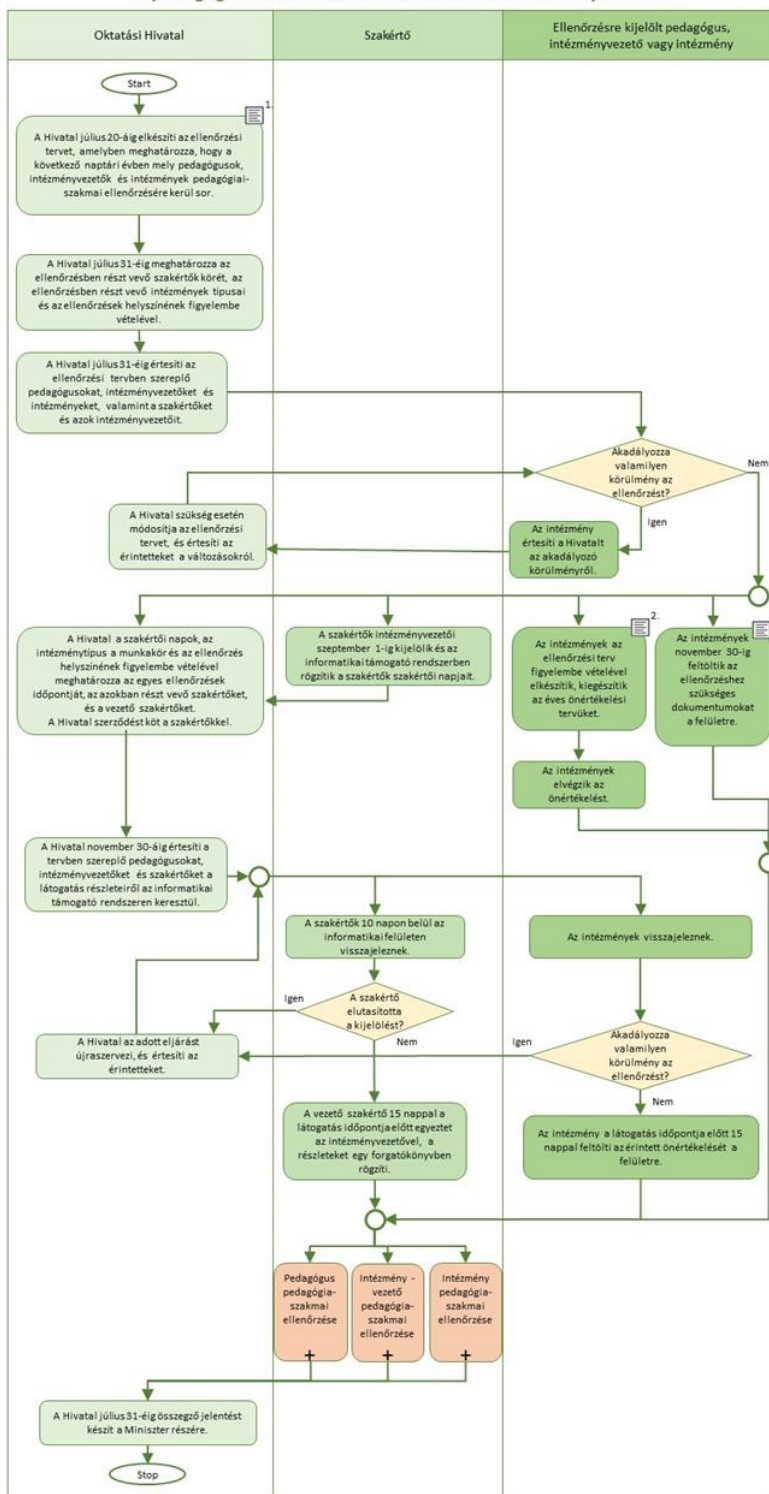 Oktatási Hivatal
Szakértő
Ellenőrzésre kijelölt pedagógus,
intézményvezető vagy intézmény
Start
1.
A Hivatal július 20-áig elkészíti az ellenőrzési
tervet, amelyben meghatározza, hogy a
következő naptári évben mely pedagógusok,
intézményvezetők és intézmények pedagógiai-
szakmai ellenőrzésére kerül sor.
A Hivatal július 31-éig meghatározza az
ellenőrzésben részt vevő szakértők körét, az
ellenőrzésben részt vevő intézmények típusai
és az ellenőrzések helyszínének figyelembe
vételével.
A Hivatal július 31-éig értesíti az
ellenőrzési tervben szereplő
pedagógusokat, intézményvezetőket és
intézményeket, valamint a szakértőket
és azok intézményvezetőit.
Akadályozza
valamilyen
körülmény az
ellenőrzést?
Nem
Igen
A Hivatal szükség esetén
módosítja az ellenőrzési
tervet, és értesíti az
érintetteket a változásokról.
Az intézmény
értesíti a Hivatalt
az akadályozó
körülményről.
A Hivatal a szakértői napok, az
intézménytípus a munkakör és az ellenőrzés
helyszínének figyelembe vételével
meghatározza az egyes ellenőrzések
időpontját, az azokban részt vevő szakértőket,
és a vezető szakértőket.
A Hivatal szerződést köt a szakértőkkel.
A szakértők intézményvezetői
szeptember 1-ig kijelölik és az
informatikai támogató rendszerben
rögzítik a szakértők szakértői napjait.
2.
Az intézmények az
ellenőrzési terv
figyelembe vételével
elkészítik, kiegészítik
az éves önértékelési
tervüket.
Az intézmények
november 30-ig
feltöltik az
ellenőrzéshez
szükséges
dokumentumokat
a felületre.
Az intézmények
elvégzik az
önértékelést.
A Hivatal november 30-áig értesíti a
tervben szereplő pedagógusokat,
intézményvezetőket és szakértőket a
látogatás részleteiről az informatikai
támogató rendszeren keresztül.
A szakértők 10 napon belül az
informatikai felületen
visszajeleznek.
Az intézmények visszajeleznek.
Igen
A szakértő
elutasította
a kijelölést?
Nem
A Hivatal az adott eljárást
újraszervezi, és értesíti az
érintetteket.
Igen
Akadályozza
valamilyen
körülmény az
ellenőrzést?
Nem
A vezető szakértő 15 nappal a
látogatás időpontja előtt egyeztet
az intézményvezetővel, a
részleteket egy forgatókönyvben
rögzíti.
Az intézmény a látogatás időpontja előtt 15
nappal feltölti az érintett önértékelését a
felületre.
Pedagógus
pedagógia-
szakmai
ellenőrzése
+
Intézmény -
vezető
pedagógia-
szakmai
ellenőrzése
+
Intézmény
pedagógia-
szakmai
ellenőrzése
+
A Hivatal július 31-éig összegző jelentést
készít a Miniszter részére.
Stop